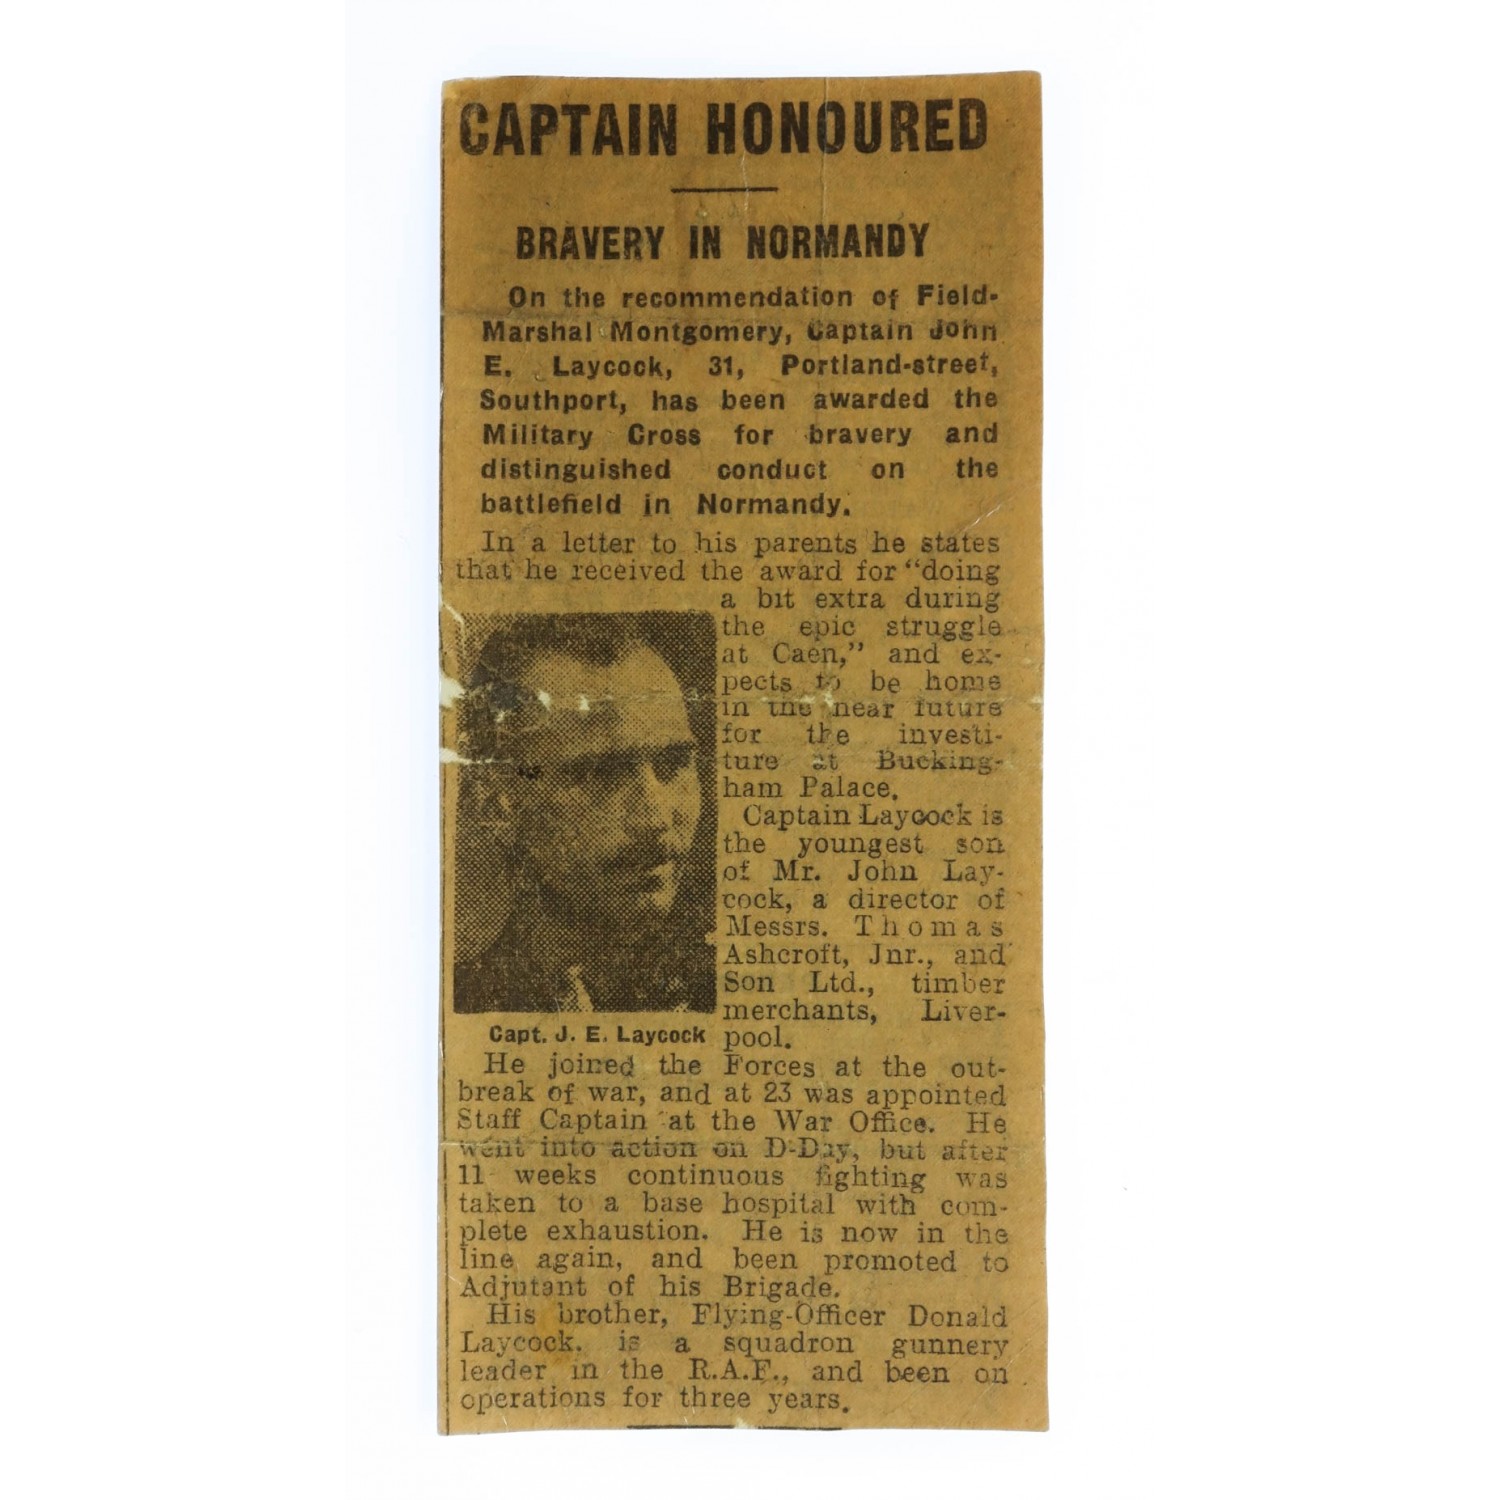 CAPTAIN HONOURED
BRAVERY IN NORMANDY
On the recommendation of Field-
Marshal Montgomery, Captain John
E. Laycock, 31, Portland-street,
Southport, has been awarded the
Military Cross for bravery and
distinguished conduct on the
battlefield in Normandy.
In a letter to his parents he states
that he received the award for "doing
a bit extra during
the epic struggle
at Caen," and ex-
pects to be home
in the near future
for the investi-
ture at Bucking-
ham Palace.
Captain Laycock is
the youngest son
of Mr. John Lay-
cock, a director of
Messrs. Thomas
Ashcroft, Jnr., and
Son Ltd., timber
merchants, Liver-
pool.
Capt. J. E. Laycock
He joined the Forces at the out-
break of war, and at 23 was appointed
Staff Captain at the War Office. He
went into action on D-Day, but after
11 weeks continuous fighting was
taken to a base hospital with com-
plete exhaustion. He is now in the
line again, and been promoted to
Adjutant of his Brigade.
His brother, Flying-Officer Donald
Laycock. is a squadron gunnery
leader in the R.A.F., and been on
operations for three years.